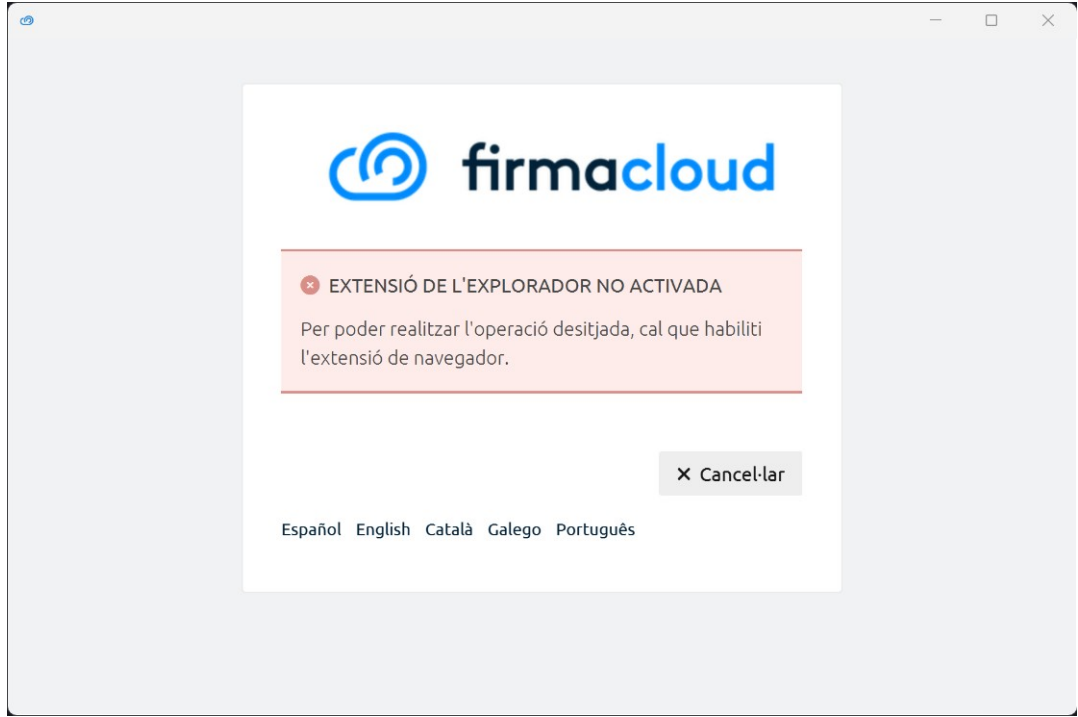 firmacloud
EXTENSIÓ DE L'EXPLORADOR NO ACTIVADA
Per poder realitzar l'operació desitjada, cal que habiliti
l'extensió de navegador.
Cancel·lar
Español English Català Galego Português